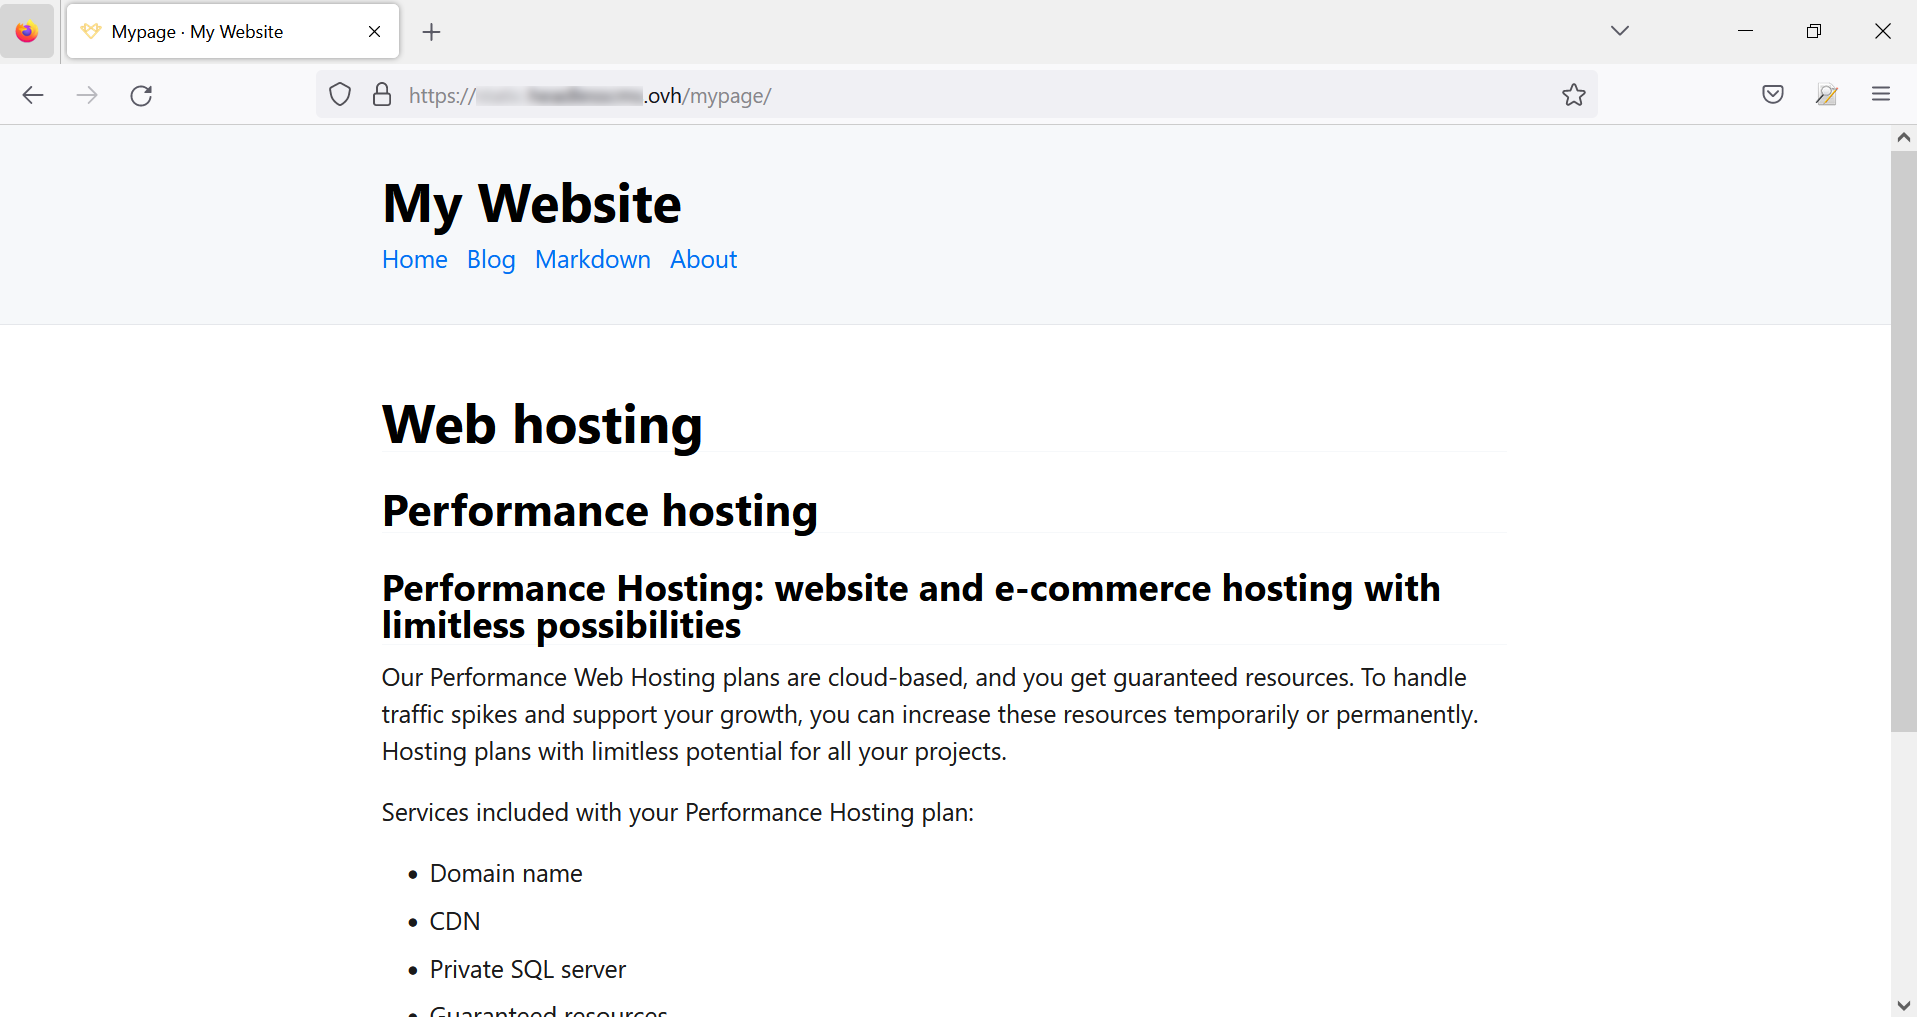 Mypage · My Website
https:// .ovh/mypage/
My Website
Home Blog Markdown About
Web hosting
Performance hosting
Performance Hosting: website and e-commerce hosting with
limitless possibilities
Our Performance Web Hosting plans are cloud-based, and you get guaranteed resources. To handle
traffic spikes and support your growth, you can increase these resources temporarily or permanently.
Hosting plans with limitless potential for all your projects.
Services included with your Performance Hosting plan:
• Domain name
• CDN
• Private SQL server
• Guaranteed resources